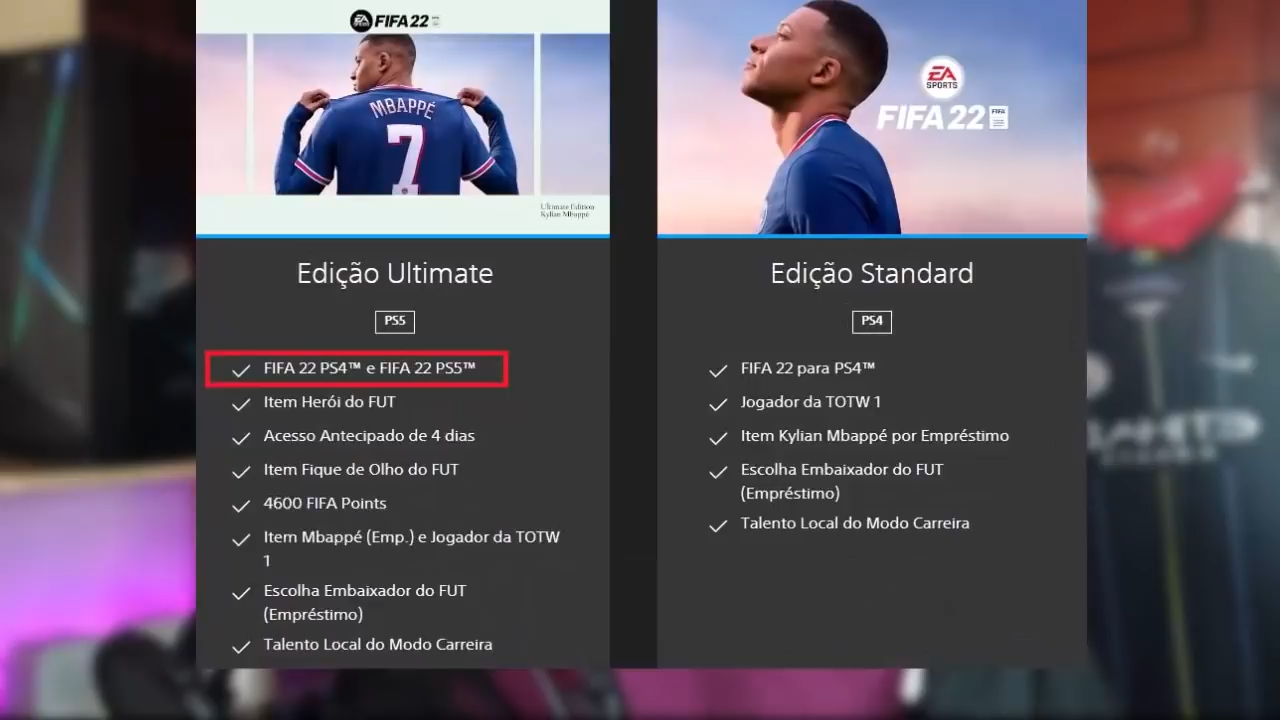 EA SPORTS FIFA 22
MBAPPÉ
7
Ultimate Edition
Kylian Mbappé
Edição Ultimate
PS5
FIFA 22 PS4™ e FIFA 22 PS5™
Item Herói do FUT
Acesso Antecipado de 4 dias
Item Fique de Olho do FUT
4600 FIFA Points
Item Mbappé (Emp.) e Jogador da TOTW
1
Escolha Embaixador do FUT
(Empréstimo)
Talento Local do Modo Carreira
EA
SPORTS
FIFA 22
FIFA
Edição Standard
PS4
FIFA 22 para PS4™
Jogador da TOTW 1
Item Kylian Mbappé por Empréstimo
Escolha Embaixador do FUT
(Empréstimo)
Talento Local do Modo Carreira